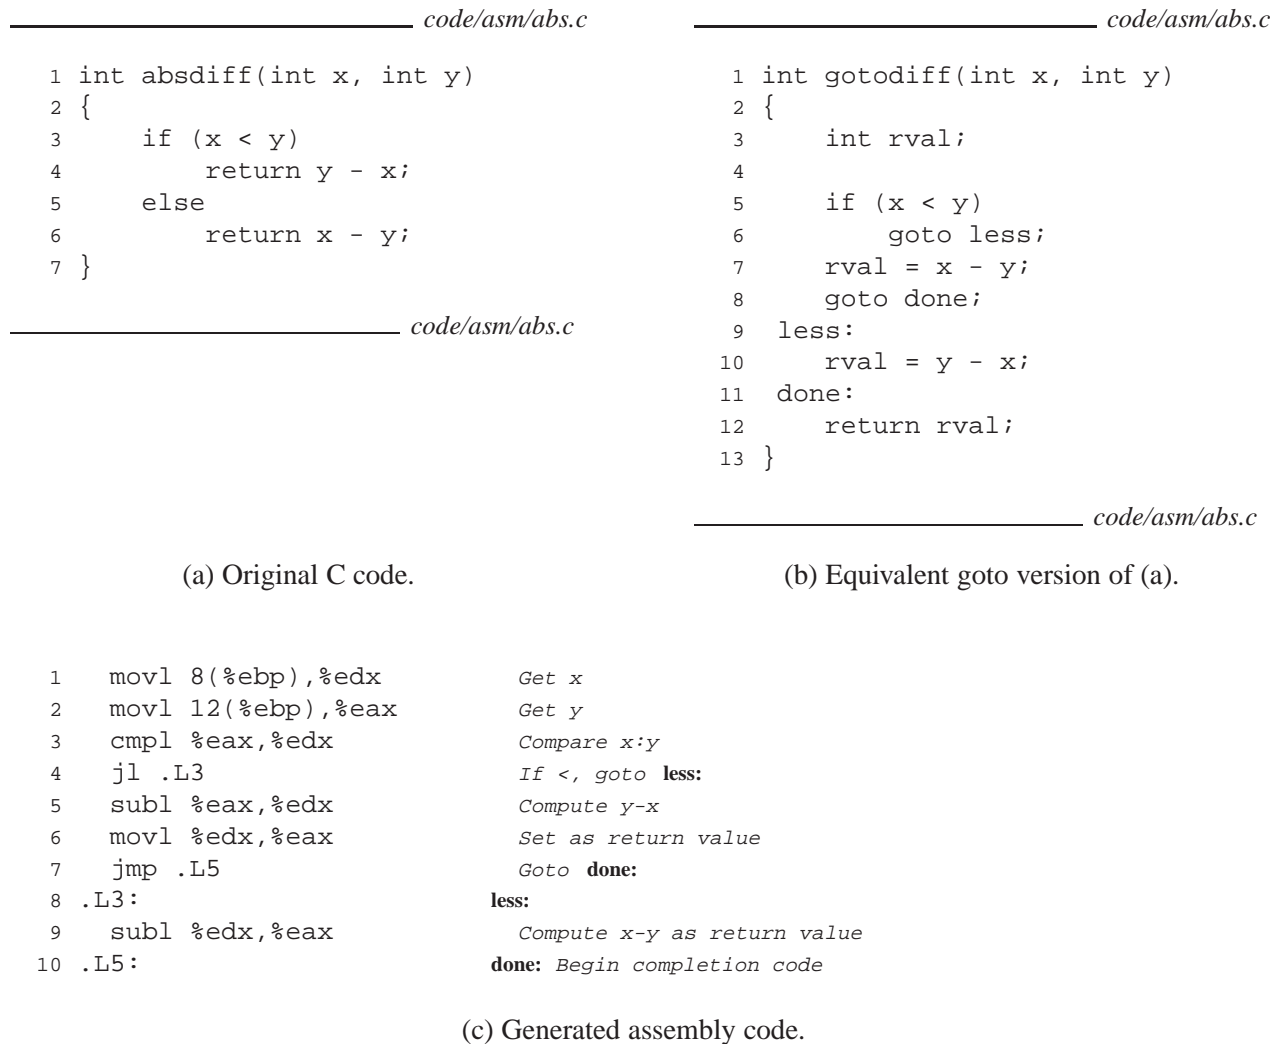 code/asm/abs.c
1 int absdiff(int x, int y)
2 {
3     if (x < y)
4         return y - x;
5     else
6         return x - y;
7 }
code/asm/abs.c
(a) Original C code.
code/asm/abs.c
1 int gotodiff(int x, int y)
2 {
3     int rval;
4
5     if (x < y)
6         goto less;
7     rval = x - y;
8     goto done;
9  less:
10     rval = y - x;
11  done:
12     return rval;
13 }
code/asm/abs.c
(b) Equivalent goto version of (a).
1   movl 8(%ebp),%edx   Get x
2   movl 12(%ebp),%eax   Get y
3   cmpl %eax,%edx   Compare x:y
4   jl .L3   If <, goto less:
5   subl %eax,%edx   Compute y-x
6   movl %edx,%eax   Set as return value
7   jmp .L5   Goto done:
8 .L3:   less:
9   subl %edx,%eax   Compute x-y as return value
10 .L5:   done: Begin completion code
(c) Generated assembly code.